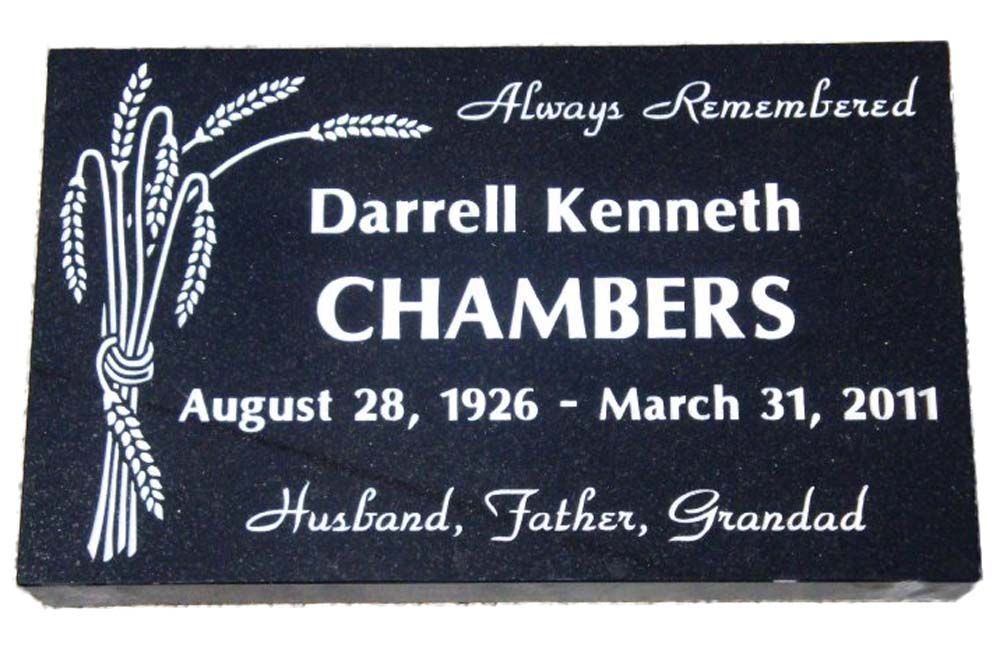 Always Remembered
Darrell Kenneth
CHAMBERS
August 28, 1926 - March 31, 2011
Husband, Father, Grandad